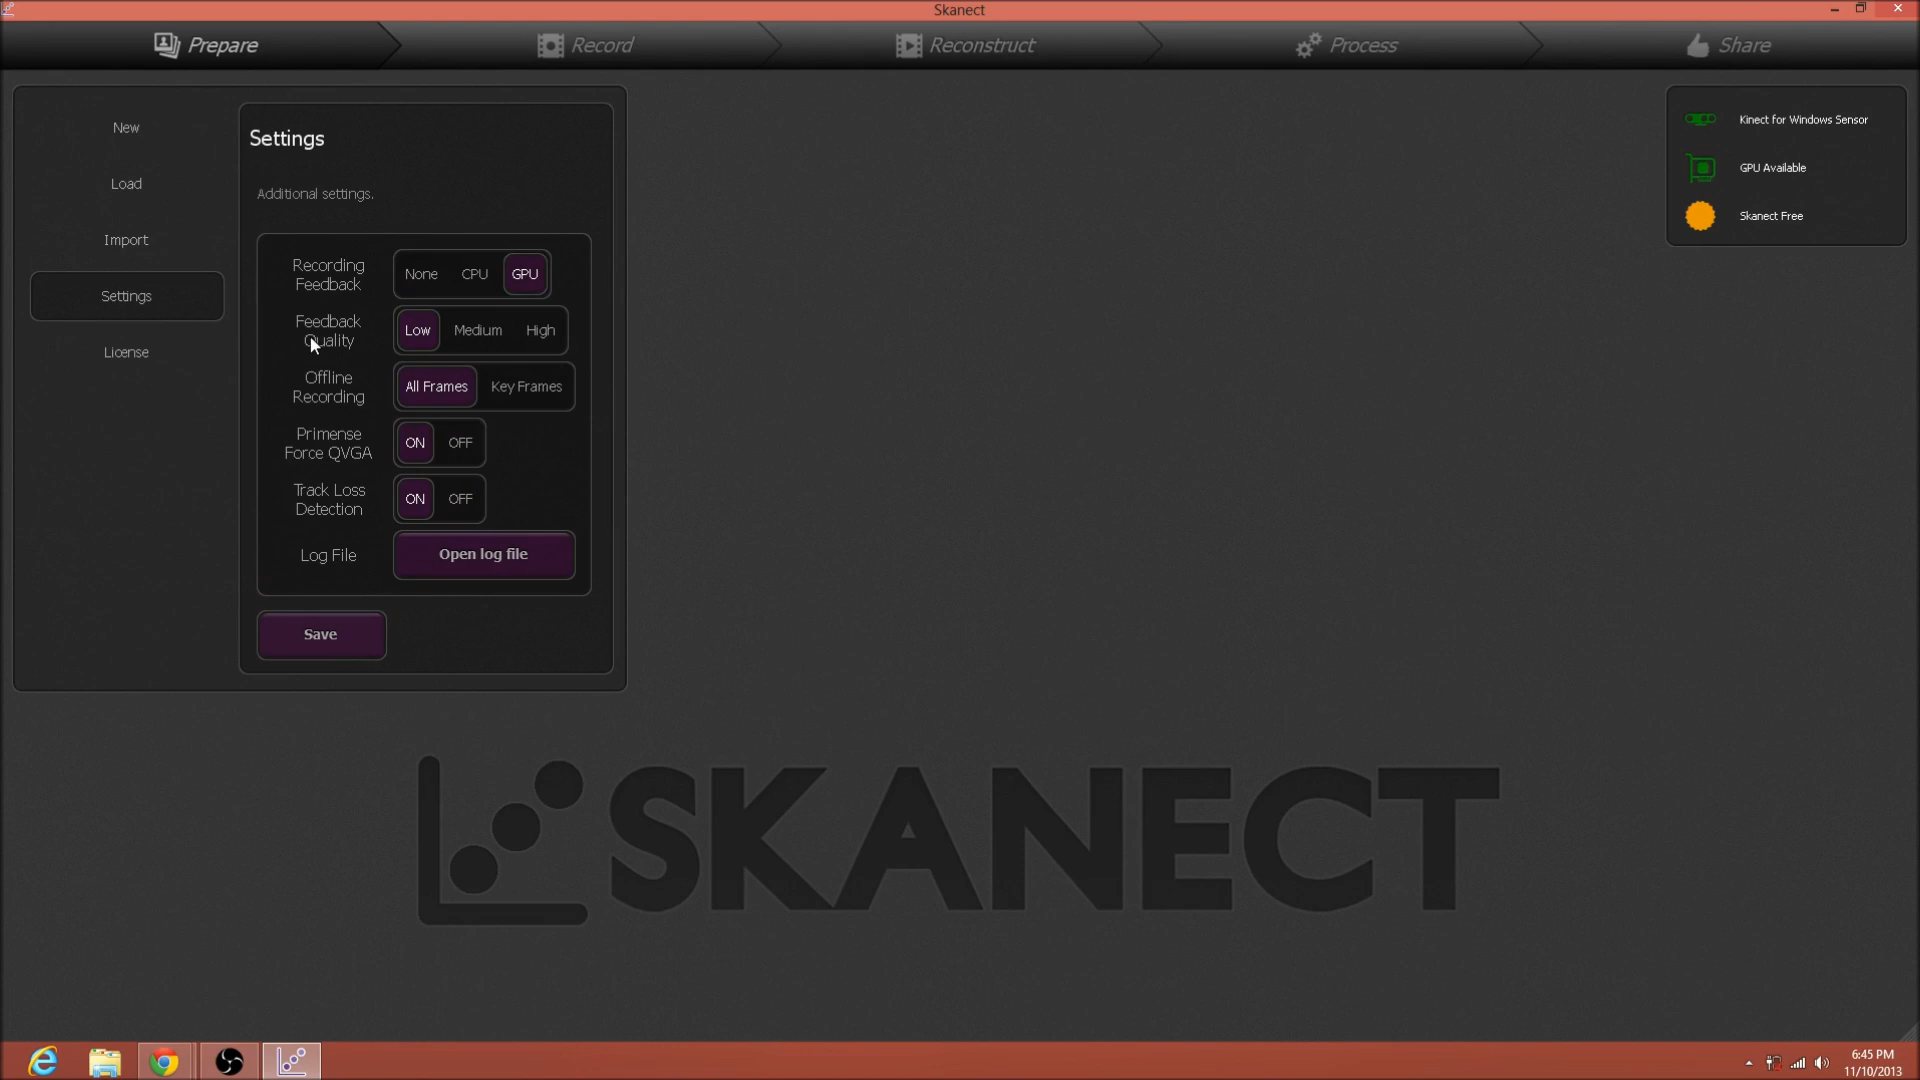 Skanect
Prepare
Record
Reconstruct
Process
Share
New
Load
Import
Settings
License
Settings
Additional settings.
Recording
Feedback
None CPU GPU
Feedback
Quality
Low Medium High
Offline
Recording
All Frames Key Frames
Primense
Force QVGA
ON OFF
Track Loss
Detection
ON OFF
Log File
Open log file
Save
Kinect for Windows Sensor
GPU Available
Skanect Free
SKANECT
6:45 PM
11/10/2013